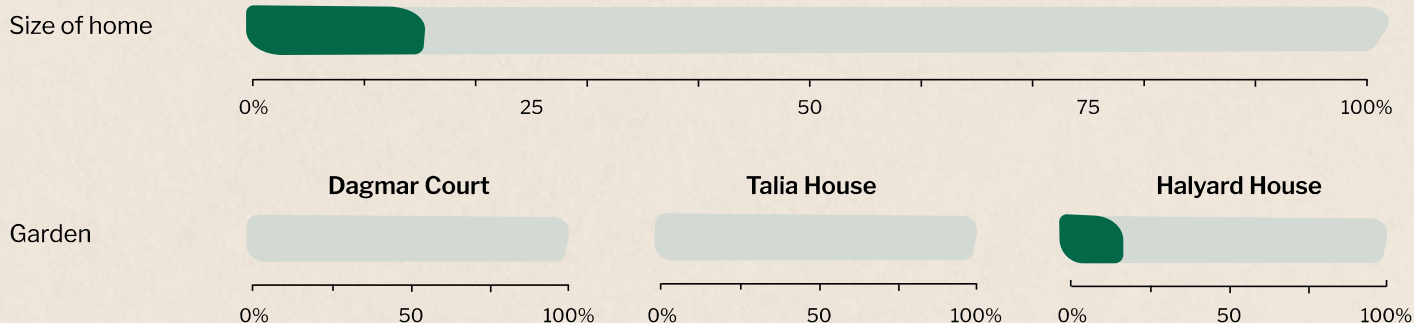 Size of home
0% 25 50 75 100%
Dagmar Court Talia House Halyard House
Garden
0% 50 100% 0% 50 100% 0% 50 100%